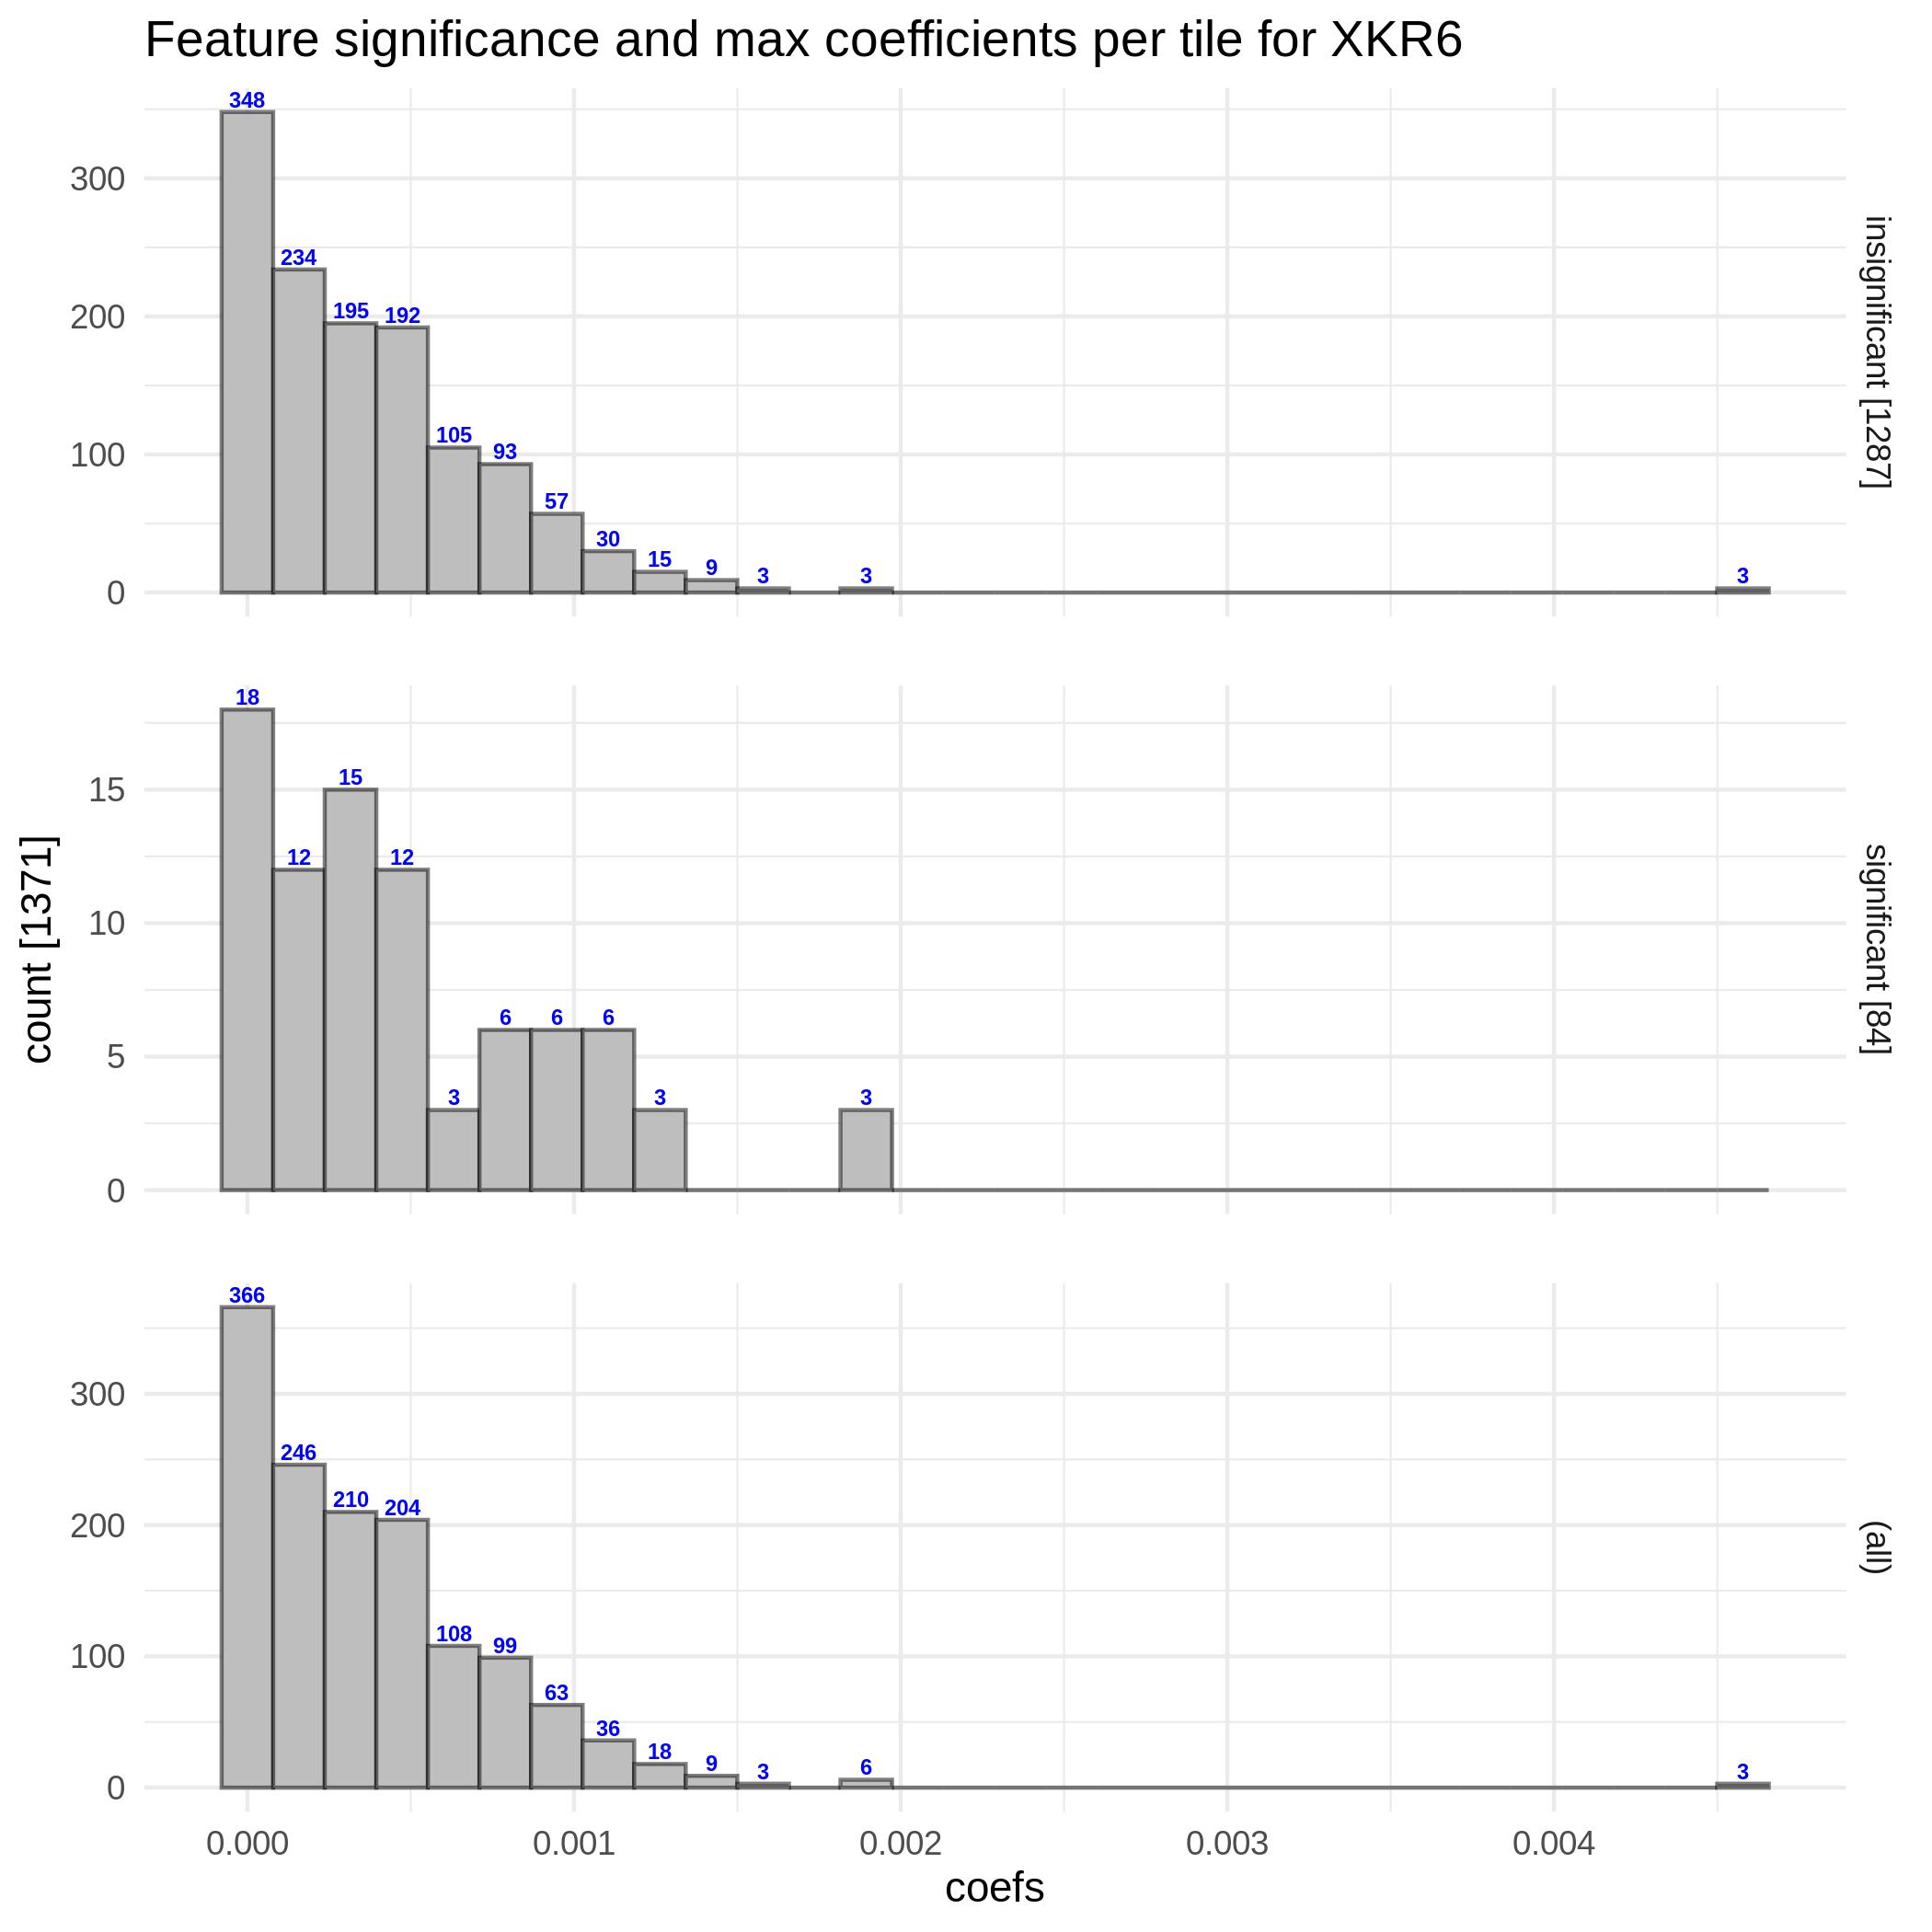 Feature significance and max coefficients per tile for XKR6
348
300
234
200
195 192
105 93
100
57
30
15 9 3 3 3
0
insignificant [1287]
18
15
15
12 12
10
6 6 6
5
3 3 3
0
significant [84]
count [1371]
366
300
246
210 204
200
108 99
100
63
36
18 9 3 6 3
0
(all)
0.000 0.001 0.002 0.003 0.004
coefs